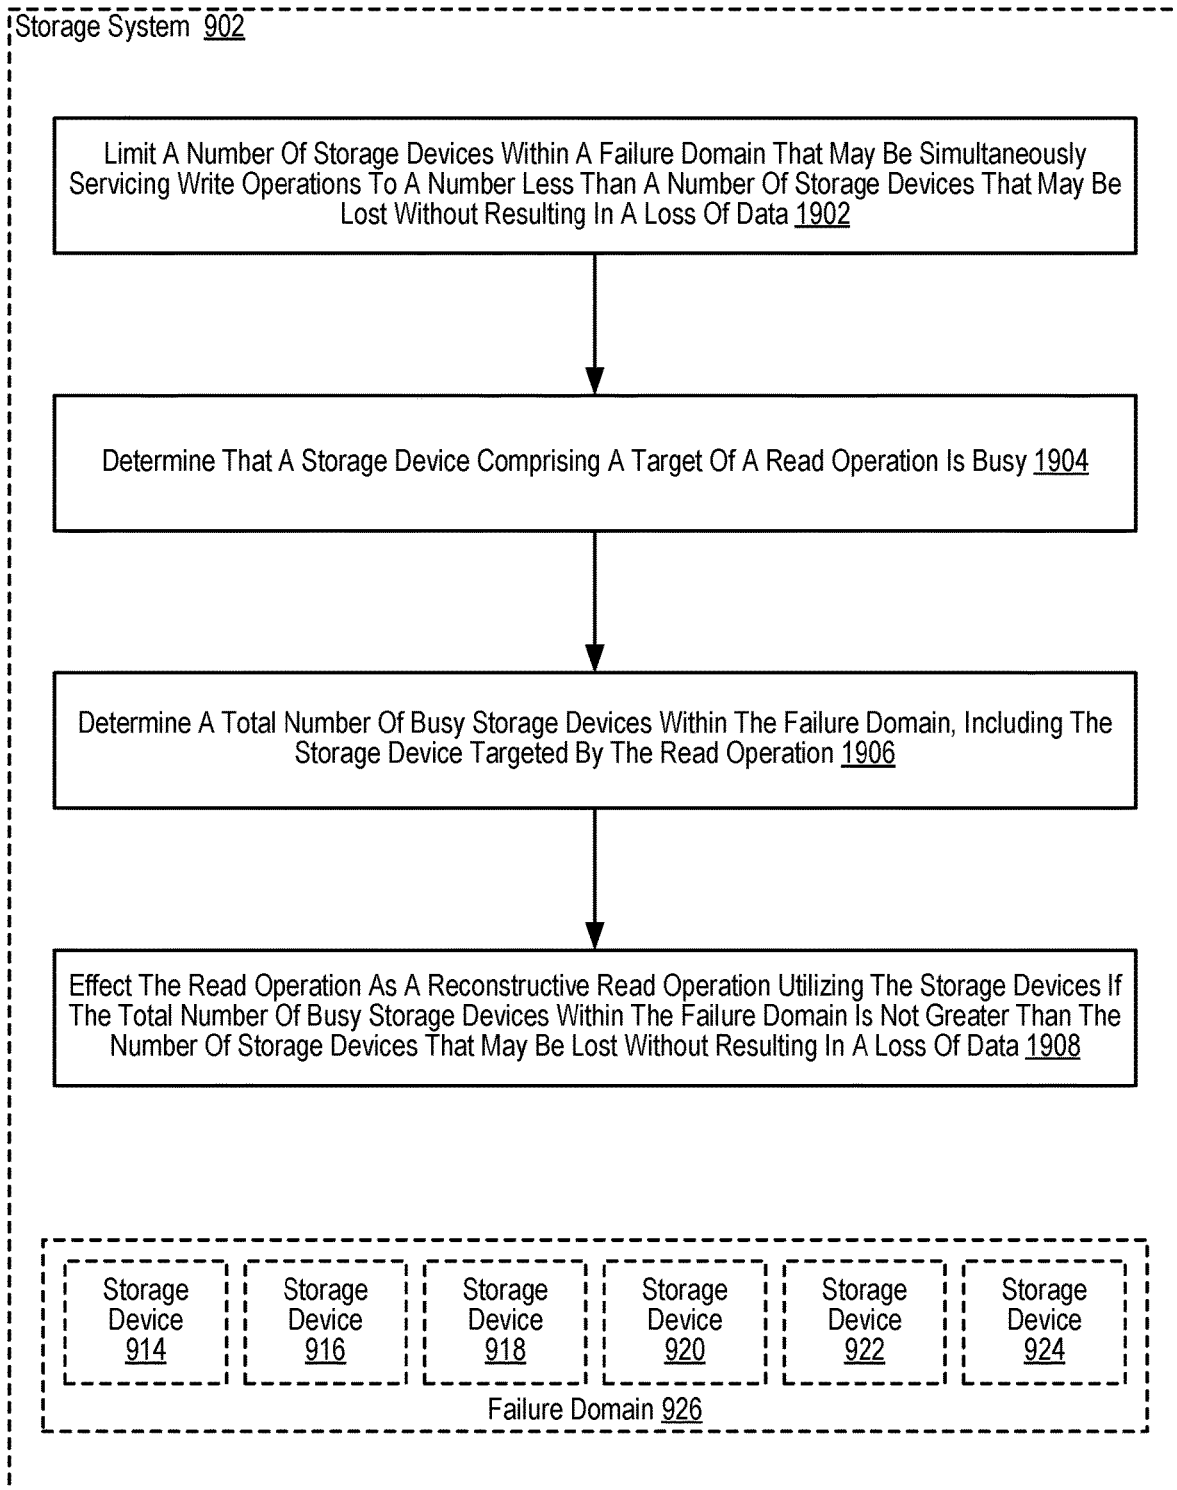 Storage System 902
Limit A Number Of Storage Devices Within A Failure Domain That May Be Simultaneously
Servicing Write Operations To A Number Less Than A Number Of Storage Devices That May Be
Lost Without Resulting In A Loss Of Data 1902
Determine That A Storage Device Comprising A Target Of A Read Operation Is Busy 1904
Determine A Total Number Of Busy Storage Devices Within The Failure Domain, Including The
Storage Device Targeted By The Read Operation 1906
Effect The Read Operation As A Reconstructive Read Operation Utilizing The Storage Devices If
The Total Number Of Busy Storage Devices Within The Failure Domain Is Not Greater Than The
Number Of Storage Devices That May Be Lost Without Resulting In A Loss Of Data 1908
Storage
Device
914
Storage
Device
916
Storage
Device
918
Storage
Device
920
Storage
Device
922
Storage
Device
924
Failure Domain 926